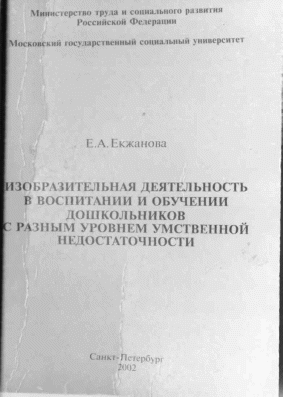 Министерство труда и социального развития
Российской Федерации
Московский государственный социальный университет
Е.А.Екжанова
ИЗОБРАЗИТЕЛЬНАЯ ДЕЯТЕЛЬНОСТЬ
В ВОСПИТАНИИ И ОБУЧЕНИИ
ДОШКОЛЬНИКОВ
С РАЗНЫМ УРОВНЕМ УМСТВЕННОЙ
НЕДОСТАТОЧНОСТИ
Санкт-Петербург
2002